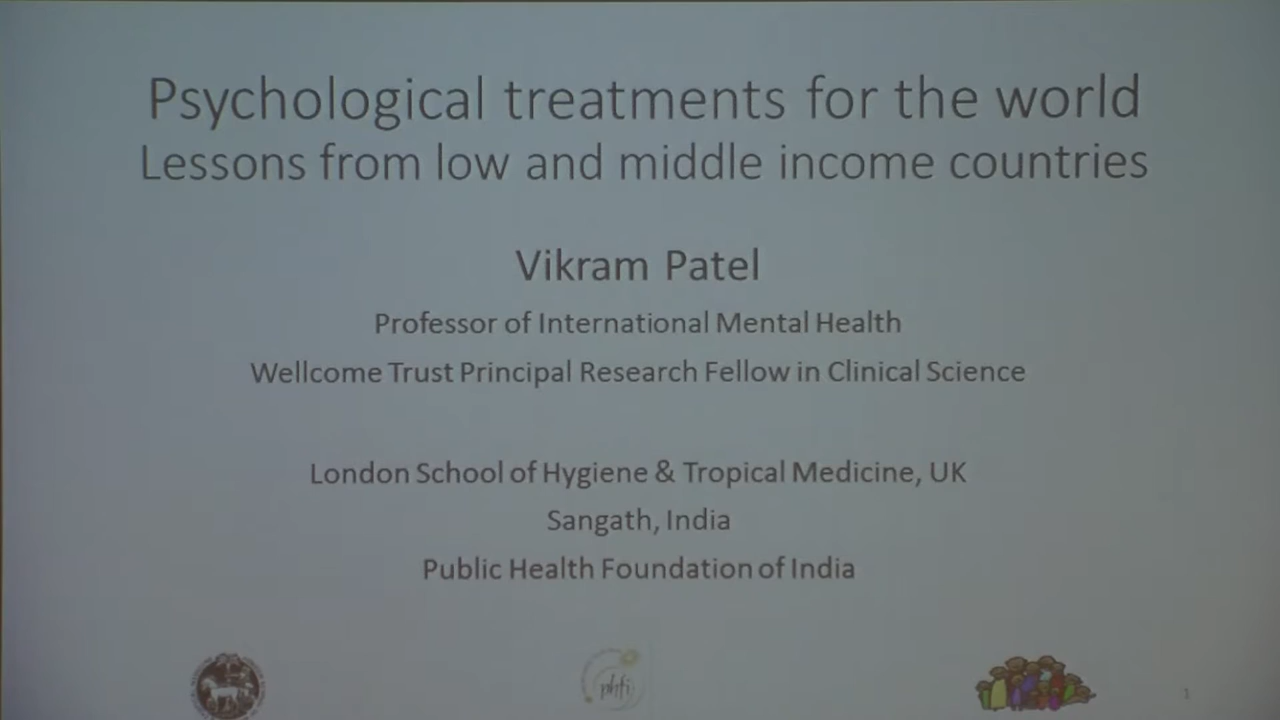 Psychological treatments for the world
Lessons from low and middle income countries
Vikram Patel
Professor of International Mental Health
Wellcome Trust Principal Research Fellow in Clinical Science
London School of Hygiene & Tropical Medicine, UK
Sangath, India
Public Health Foundation of India
phfi
1